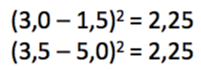 (3,0 – 1,5)² = 2,25
(3,5 – 5,0)² = 2,25